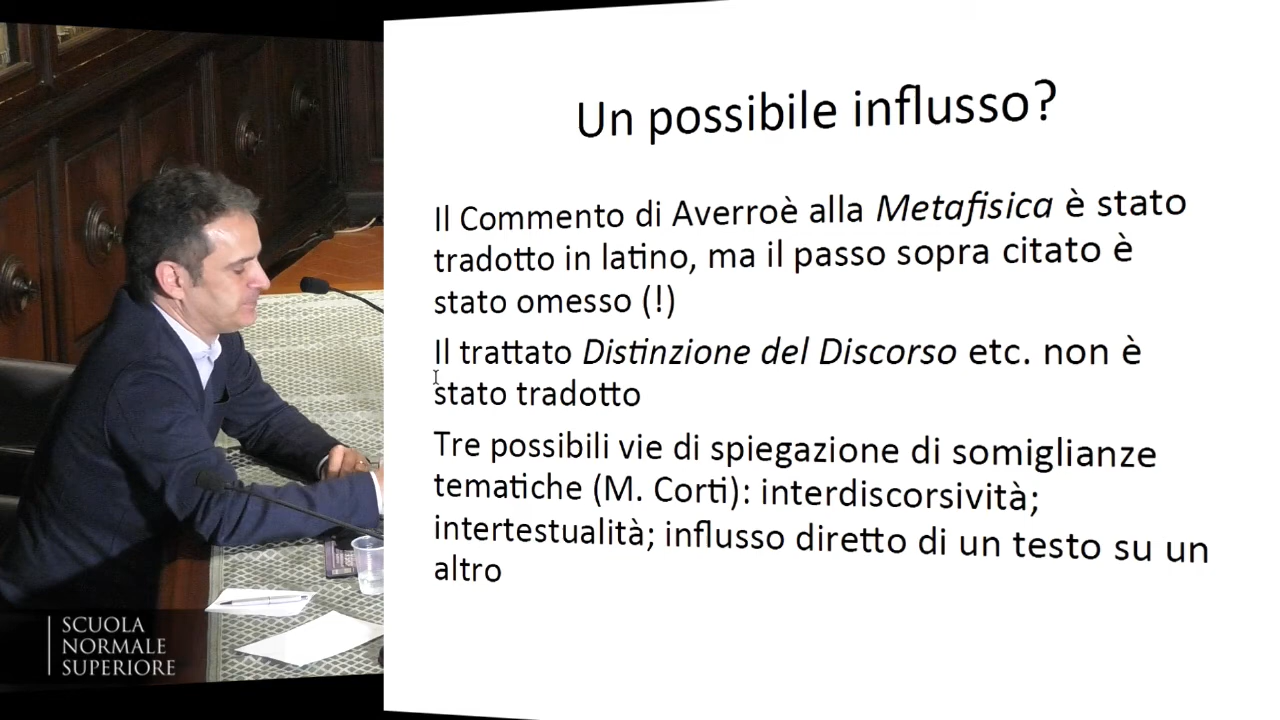 Un possibile influsso?
Il Commento di Averroè alla Metafisica è stato
tradotto in latino, ma il passo sopra citato è
stato omesso (!)
Il trattato Distinzione del Discorso etc. non è
stato tradotto
Tre possibili vie di spiegazione di somiglianze
tematiche (M. Corti): interdiscorsività;
intertestualità; influsso diretto di un testo su un
altro
SCUOLA
NORMALE
SUPERIORE